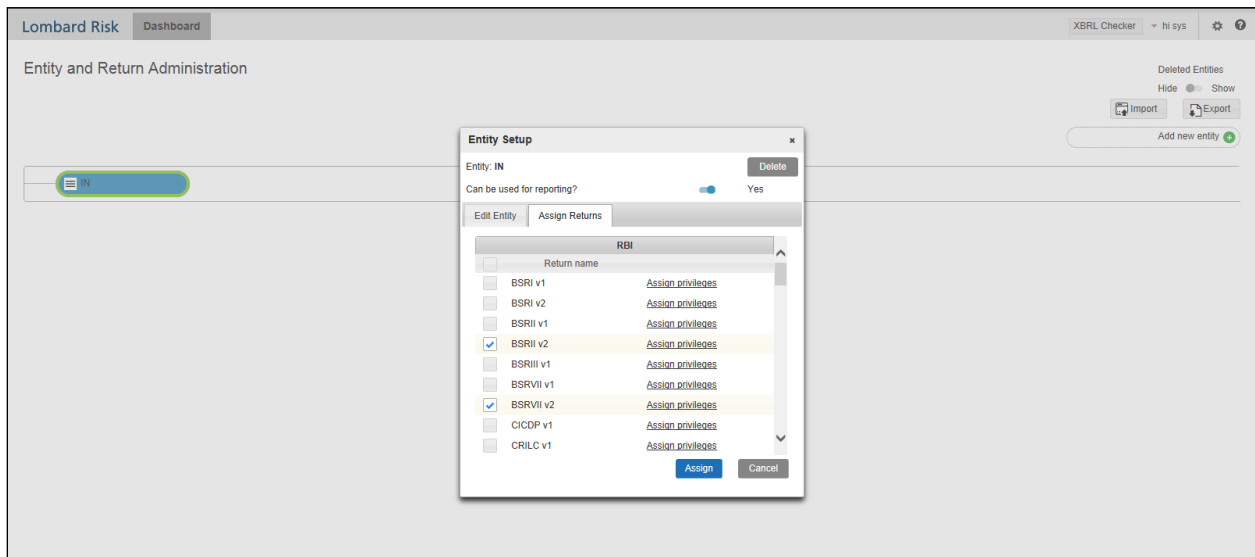 Lombard Risk Dashboard XBRL Checker hi sys
Entity and Return Administration
Deleted Entities
Hide Show
Import Export
Add new entity
Entity Setup
Entity: IN Delete
Can be used for reporting? Yes
Edit Entity Assign Returns
IN
RBI
Return name
BSRI v1 Assign privileges
BSRI v2 Assign privileges
BSRII v1 Assign privileges
BSRII v2 Assign privileges
BSRIII v1 Assign privileges
BSRVII v1 Assign privileges
BSRVII v2 Assign privileges
CICDP v1 Assign privileges
CRILC v1 Assign privileges
Assign Cancel